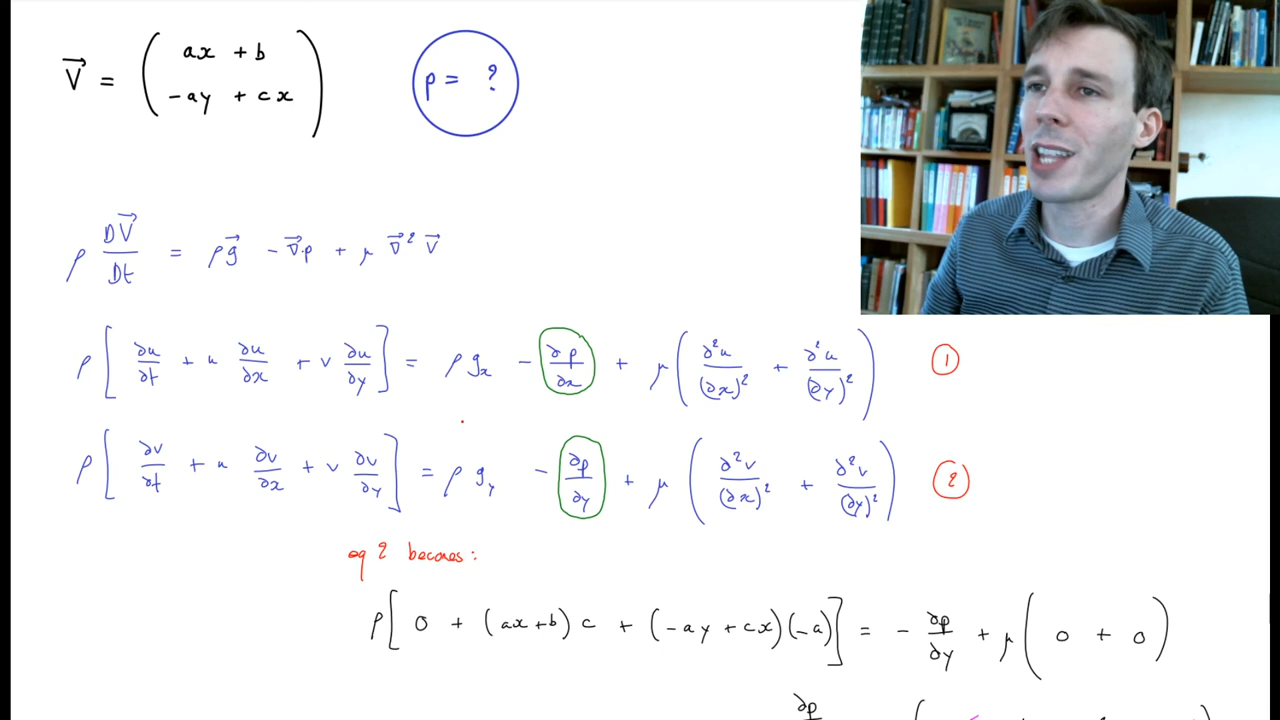 V⃗ = ( ax + b
-ay + cx )
p = ?
ρ DV⃗/Dt = ρg⃗ - ∇⃗p + μ ∇⃗² V⃗
ρ [ ∂u/∂t + u ∂u/∂x + v ∂u/∂y ] = ρ gₓ - ∂p/∂x + μ ( ∂²u/(∂x)² + ∂²u/(∂y)² ) ①
ρ [ ∂v/∂t + u ∂v/∂x + v ∂v/∂y ] = ρ g_y - ∂p/∂y + μ ( ∂²v/(∂x)² + ∂²v/(∂y)² ) ②
eq 2 becomes:
ρ [ 0 + (ax+b) c + (-ay + cx)(-a) ] = - ∂p/∂y + μ ( 0 + 0 )
∂p